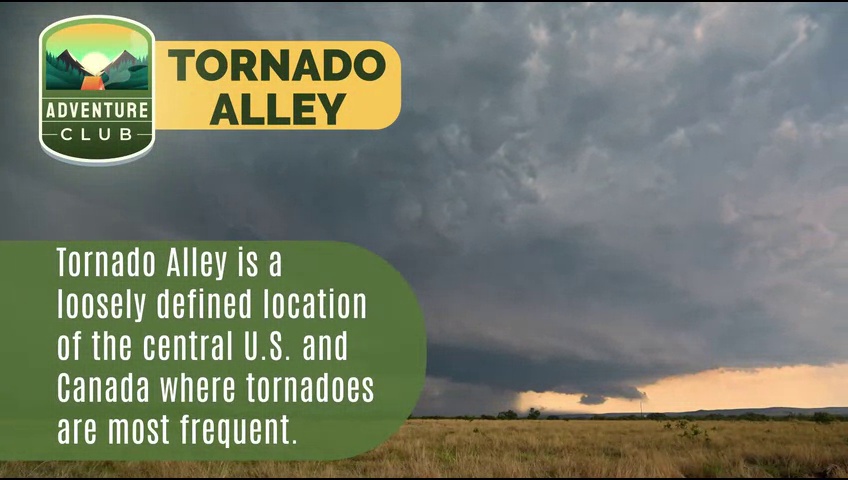 ADVENTURE
CLUB
TORNADO
ALLEY
Tornado Alley is a
loosely defined location
of the central U.S. and
Canada where tornadoes
are most frequent.